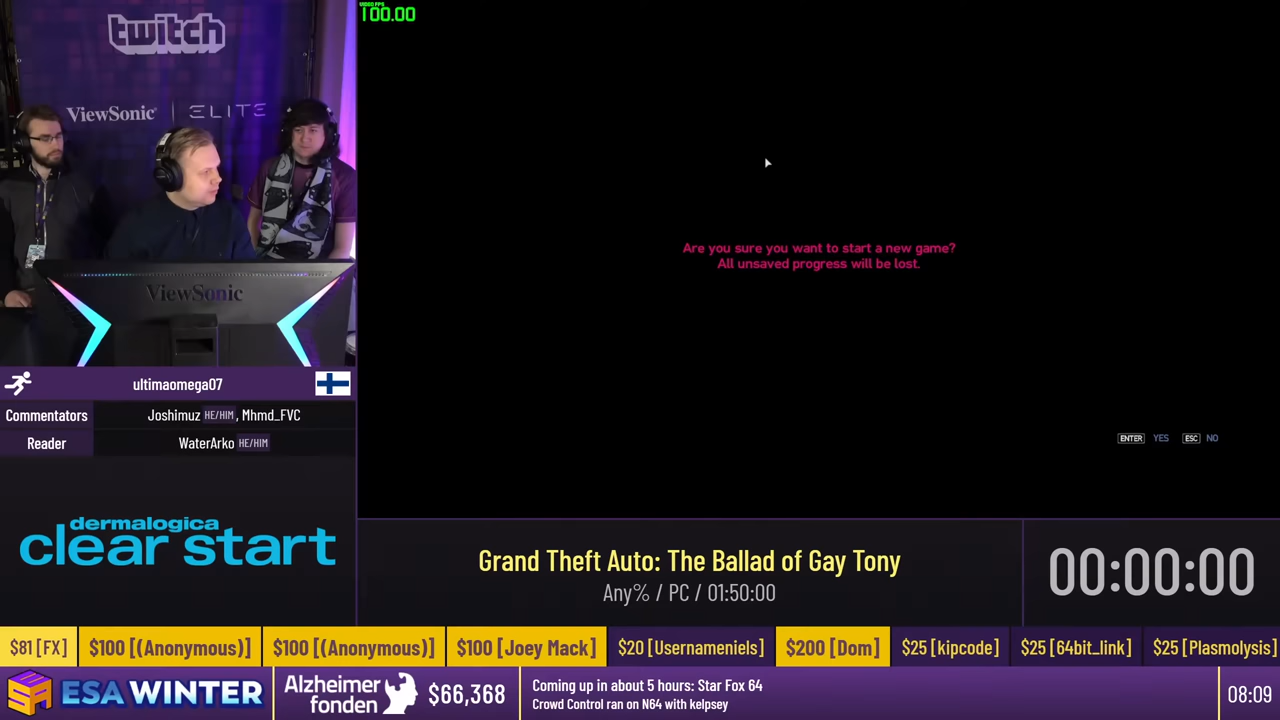 twitch
ViewSonic | ELITE
ViewSonic
VIDEO FPS
100.00
Are you sure you want to start a new game?
All unsaved progress will be lost.
ENTER YES ESC NO
ultimaomega07
Commentators Joshimuz HE/HIM, Mhmd_FVC
Reader WaterArko HE/HIM
dermalogica
clear start
Grand Theft Auto: The Ballad of Gay Tony
Any% / PC / 01:50:00
00:00:00
$81 [FX] $100 [(Anonymous)] $100 [(Anonymous)] $100 [Joey Mack] $20 [Usernameniels] $200 [Dom] $25 [kipcode] $25 [64bit_link] $25 [Plasmolysis]
ESA WINTER
Alzheimer
fonden
$66,368
Coming up in about 5 hours: Star Fox 64
Crowd Control ran on N64 with kelpsey
08:09